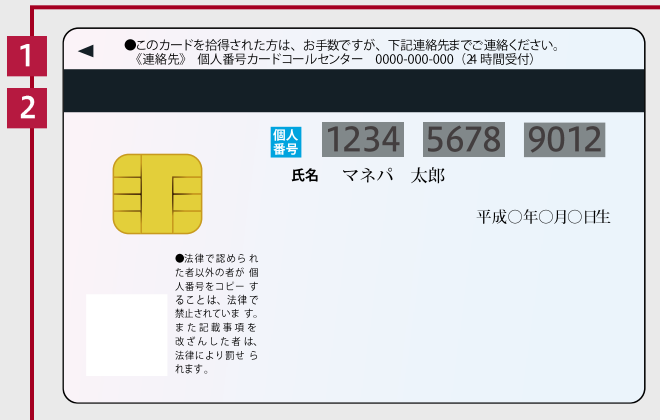 1
2
●このカードを拾得された方は、お手数ですが、下記連絡先までご連絡ください。
《連絡先》 個人番号カードコールセンター 0000-000-000（24時間受付）
個人
番号
1234 5678 9012
氏名 マネパ 太郎
平成〇年〇月〇日生
●法律で認められ
た者以外の者が 個
人番号をコピー す
ることは、法律で
禁止されています。
また記載事項を
改ざんした者は、
法律により罰せら
れます。